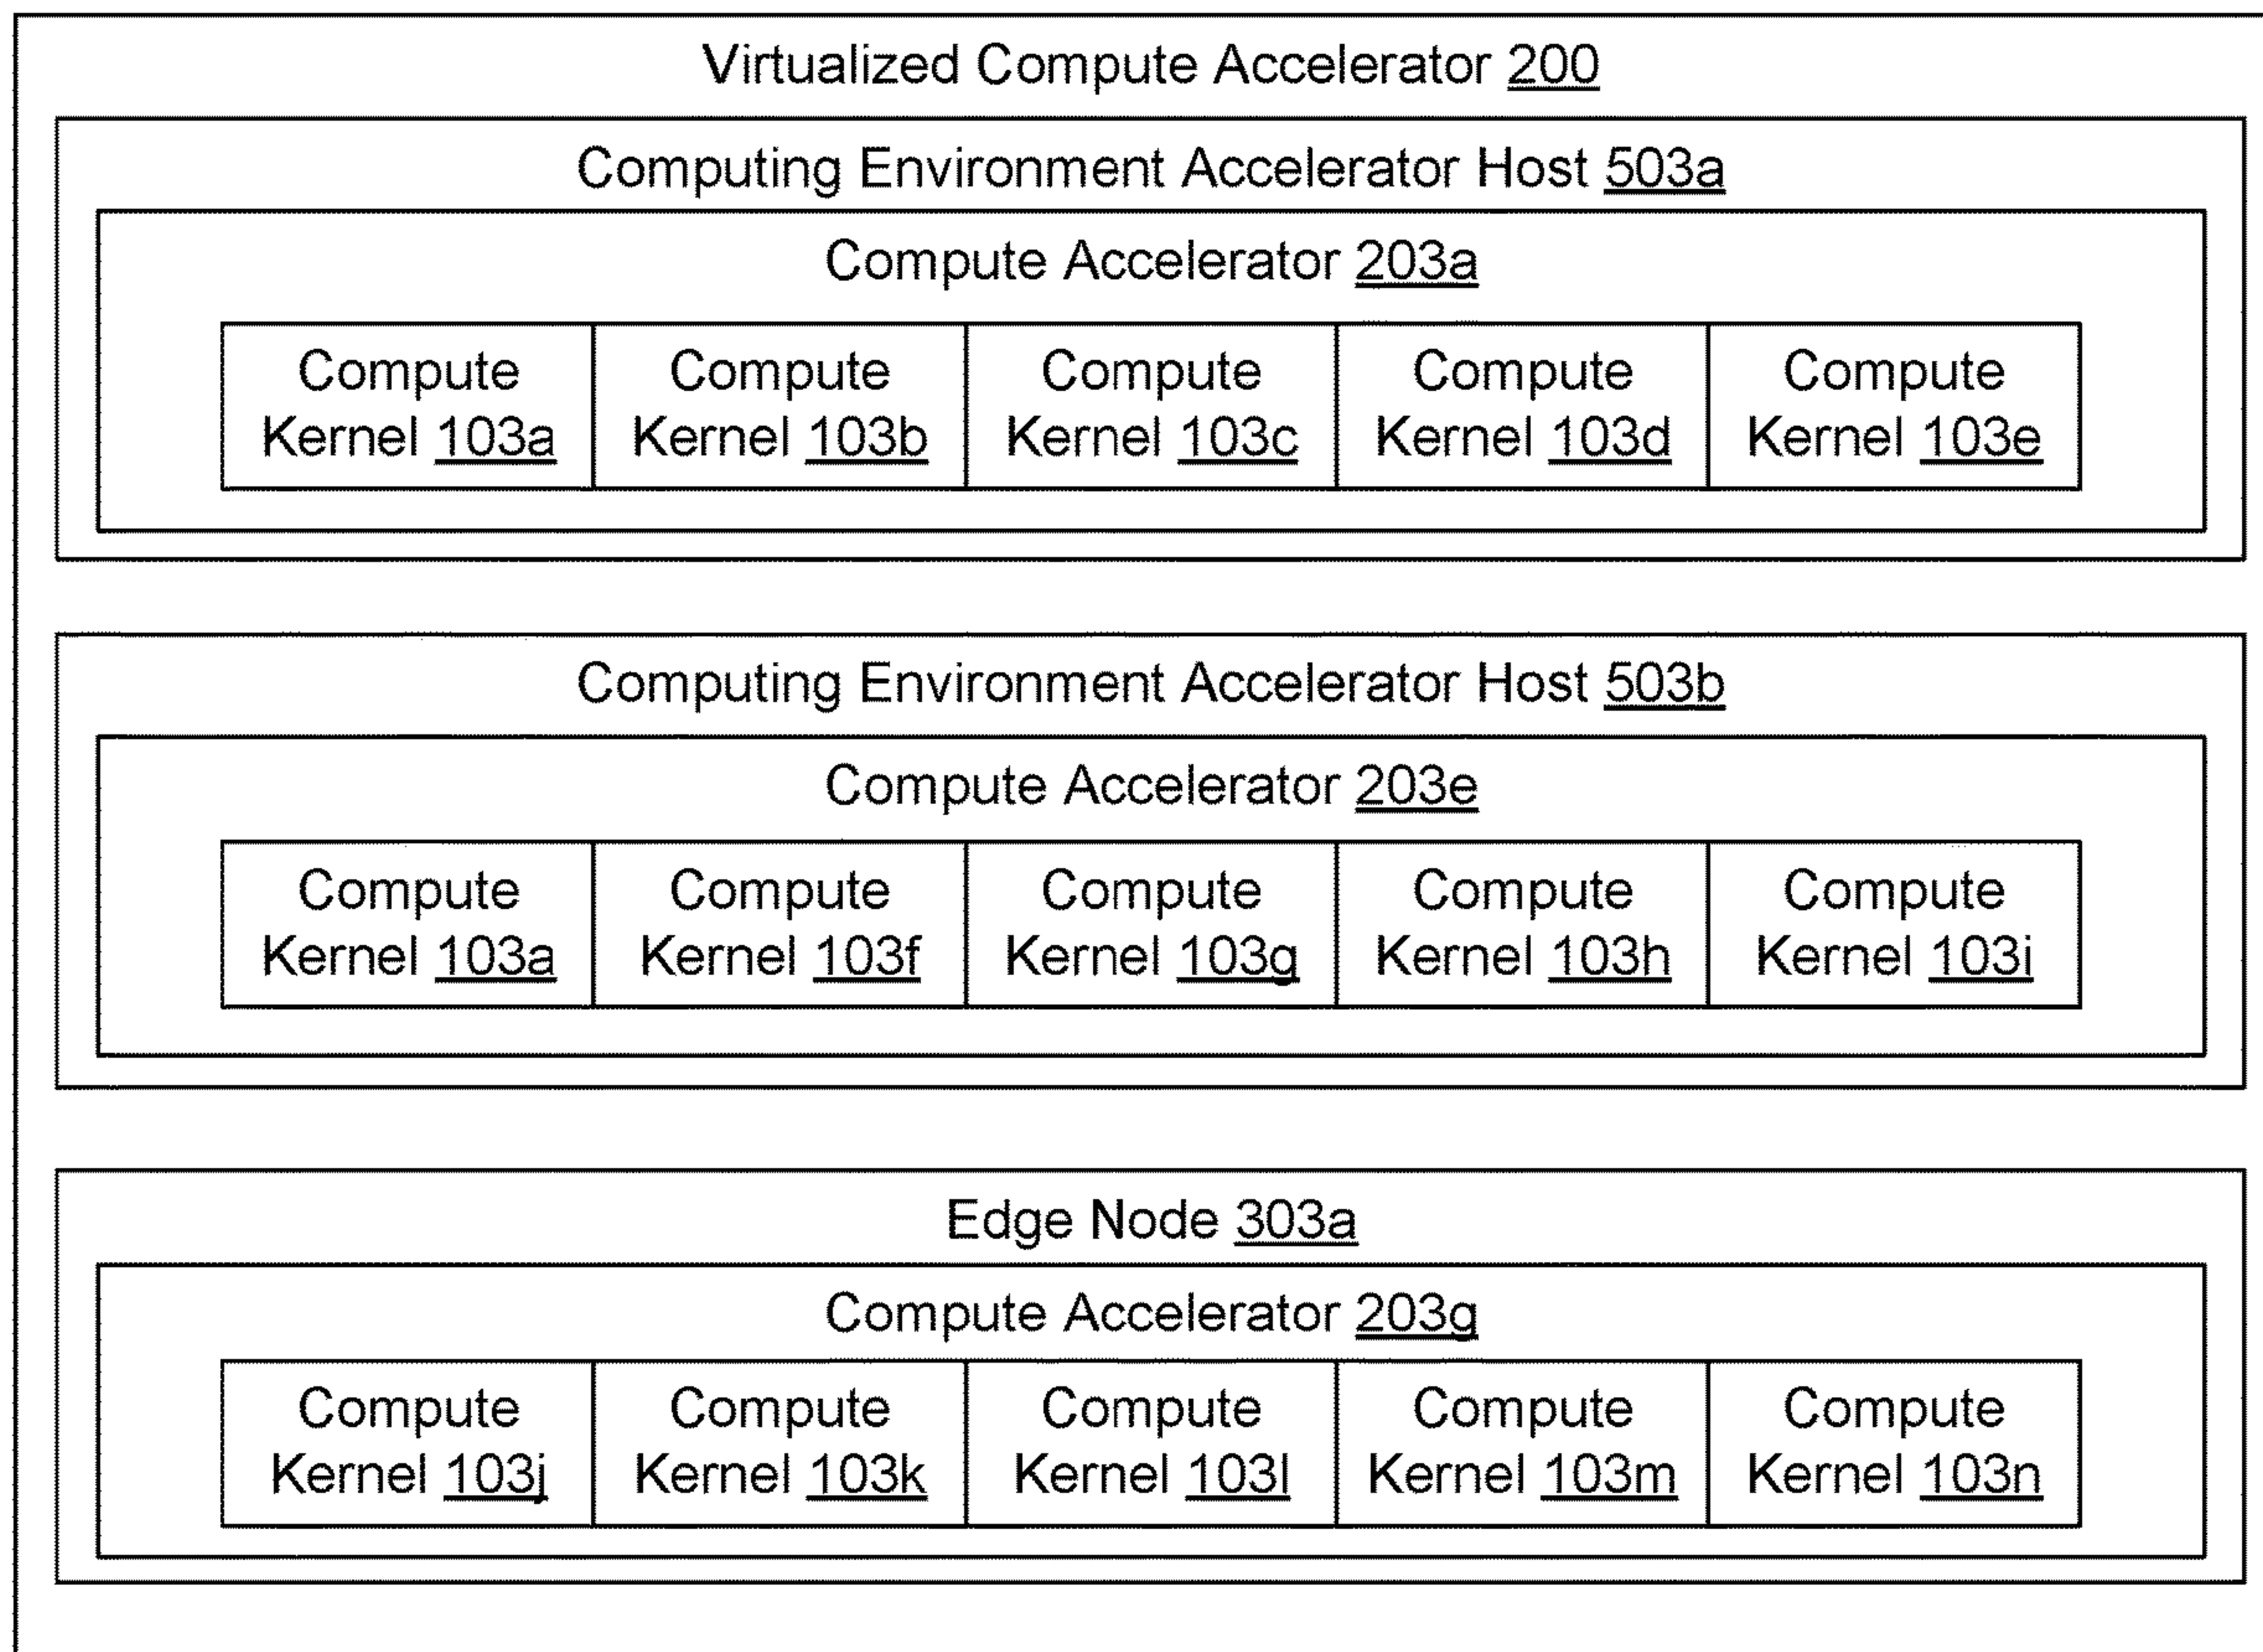 Virtualized Compute Accelerator 200
Computing Environment Accelerator Host 503a
Compute Accelerator 203a
Compute
Kernel 103a
Compute
Kernel 103b
Compute
Kernel 103c
Compute
Kernel 103d
Compute
Kernel 103e
Computing Environment Accelerator Host 503b
Compute Accelerator 203e
Compute
Kernel 103a
Compute
Kernel 103f
Compute
Kernel 103g
Compute
Kernel 103h
Compute
Kernel 103i
Edge Node 303a
Compute Accelerator 203g
Compute
Kernel 103j
Compute
Kernel 103k
Compute
Kernel 103l
Compute
Kernel 103m
Compute
Kernel 103n